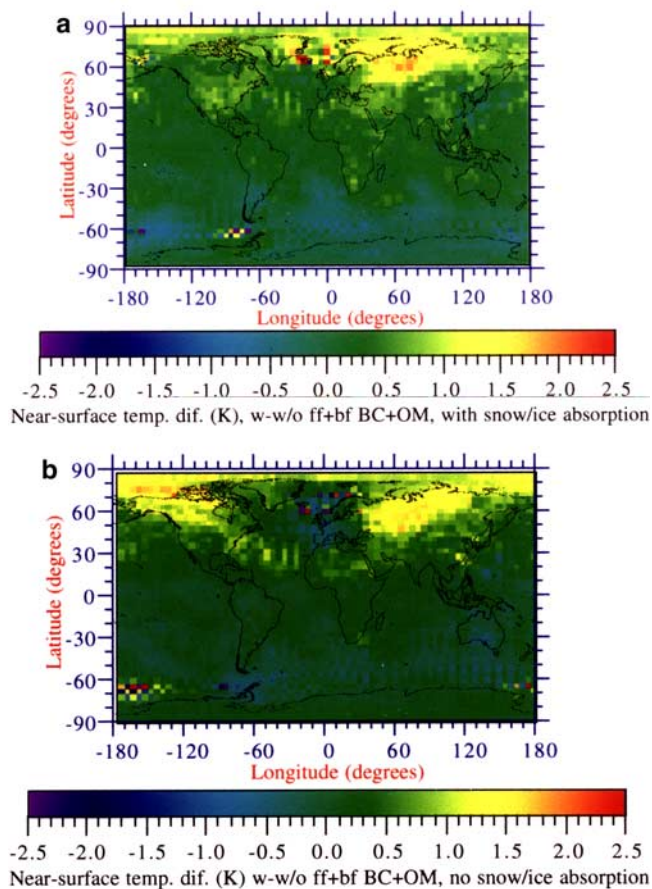 a
90
60
30
0
-30
-60
-90
Latitude (degrees)
-180 -120 -60 0 60 120 180
Longitude (degrees)
-2.5 -2.0 -1.5 -1.0 -0.5 0.0 0.5 1.0 1.5 2.0 2.5
Near-surface temp. dif. (K), w-w/o ff+bf BC+OM, with snow/ice absorption
b
90
60
30
0
-30
-60
-90
Latitude (degrees)
-180 -120 -60 0 60 120 180
Longitude (degrees)
-2.5 -2.0 -1.5 -1.0 -0.5 0.0 0.5 1.0 1.5 2.0 2.5
Near-surface temp. dif. (K) w-w/o ff+bf BC+OM, no snow/ice absorption